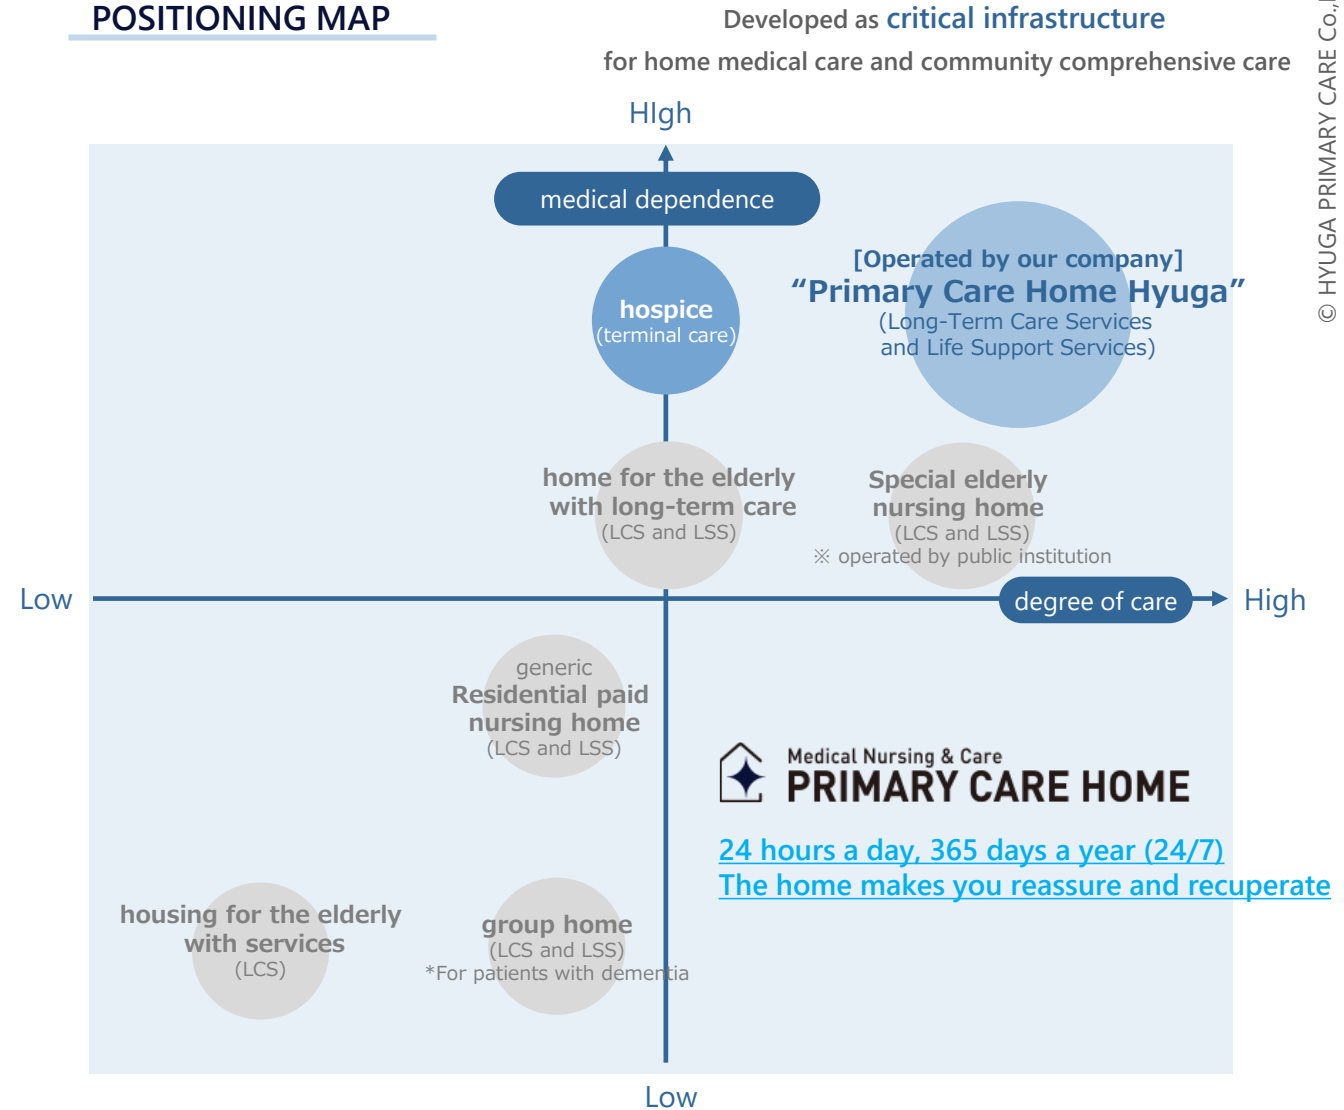 POSITIONING MAP
Developed as critical infrastructure
for home medical care and community comprehensive care
HIgh
medical dependence
[Operated by our company]
“Primary Care Home Hyuga”
(Long-Term Care Services
and Life Support Services)
hospice
(terminal care)
home for the elderly
with long-term care
(LCS and LSS)
Special elderly
nursing home
(LCS and LSS)
※ operated by public institution
Low
degree of care
High
generic
Residential paid
nursing home
(LCS and LSS)
Medical Nursing & Care
PRIMARY CARE HOME
24 hours a day, 365 days a year (24/7)
The home makes you reassure and recuperate
housing for the elderly
with services
(LCS)
group home
(LCS and LSS)
*For patients with dementia
Low
© HYUGA PRIMARY CARE Co.,